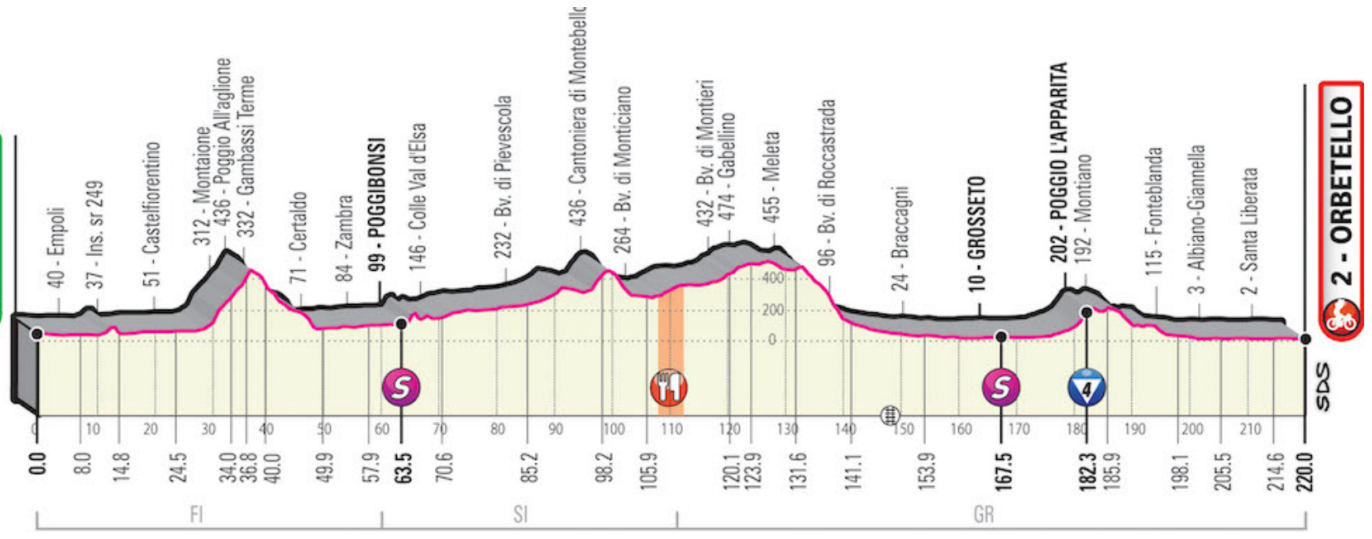 40 - Empoli
37 - Ins. sr 249
51 - Castelfiorentino
312 - Montaione
436 - Poggio All'aglione
332 - Gambassi Terme
71 - Certaldo
84 - Zambra
99 - POGGIBONSI
146 - Colle Val d'Elsa
232 - Bv. di Pievescola
436 - Cantoniera di Montebello
264 - Bv. di Monticiano
432 - Bv. di Montieri
474 - Gabellino
455 - Meleta
96 - Bv. di Roccastrada
24 - Braccagni
10 - GROSSETO
202 - POGGIO L'APPARITA
192 - Montiano
115 - Fonteblanda
3 - Albiano-Giannella
2 - Santa Liberata
2 - ORBETELLO
400
200
0
S
S
4
SDS
0 10 20 30 40 50 60 70 80 90 100 110 120 130 140 150 160 170 180 190 200 210
0.0 8.0 14.8 24.5 34.0 36.8 40.0 49.9 57.9 63.5 70.6 85.2 98.2 105.9 120.1 123.9 131.6 141.1 153.9 167.5 182.3 185.9 198.1 205.5 214.6 220.0
FI SI GR